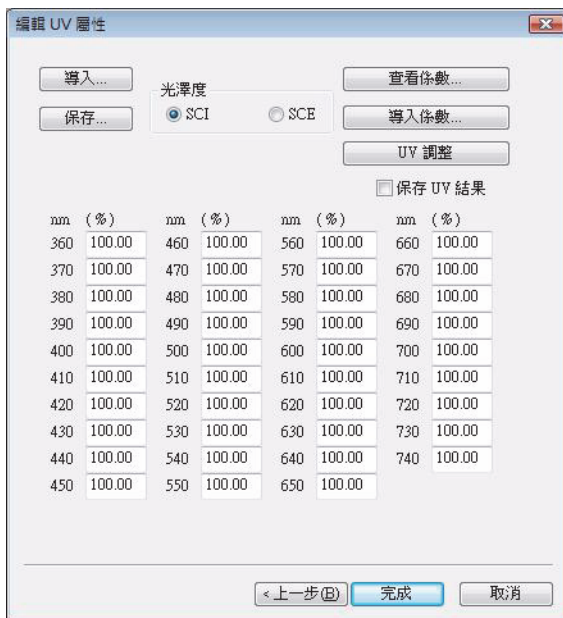 編輯 UV 屬性
導入...
保存...
光澤度
SCI
SCE
查看係數...
導入係數...
UV 調整
保存 UV 結果
nm (%) nm (%) nm (%) nm (%)
360 100.00 460 100.00 560 100.00 660 100.00
370 100.00 470 100.00 570 100.00 670 100.00
380 100.00 480 100.00 580 100.00 680 100.00
390 100.00 490 100.00 590 100.00 690 100.00
400 100.00 500 100.00 600 100.00 700 100.00
410 100.00 510 100.00 610 100.00 710 100.00
420 100.00 520 100.00 620 100.00 720 100.00
430 100.00 530 100.00 630 100.00 730 100.00
440 100.00 540 100.00 640 100.00 740 100.00
450 100.00 550 100.00 650 100.00
<上一步(B) 完成 取消